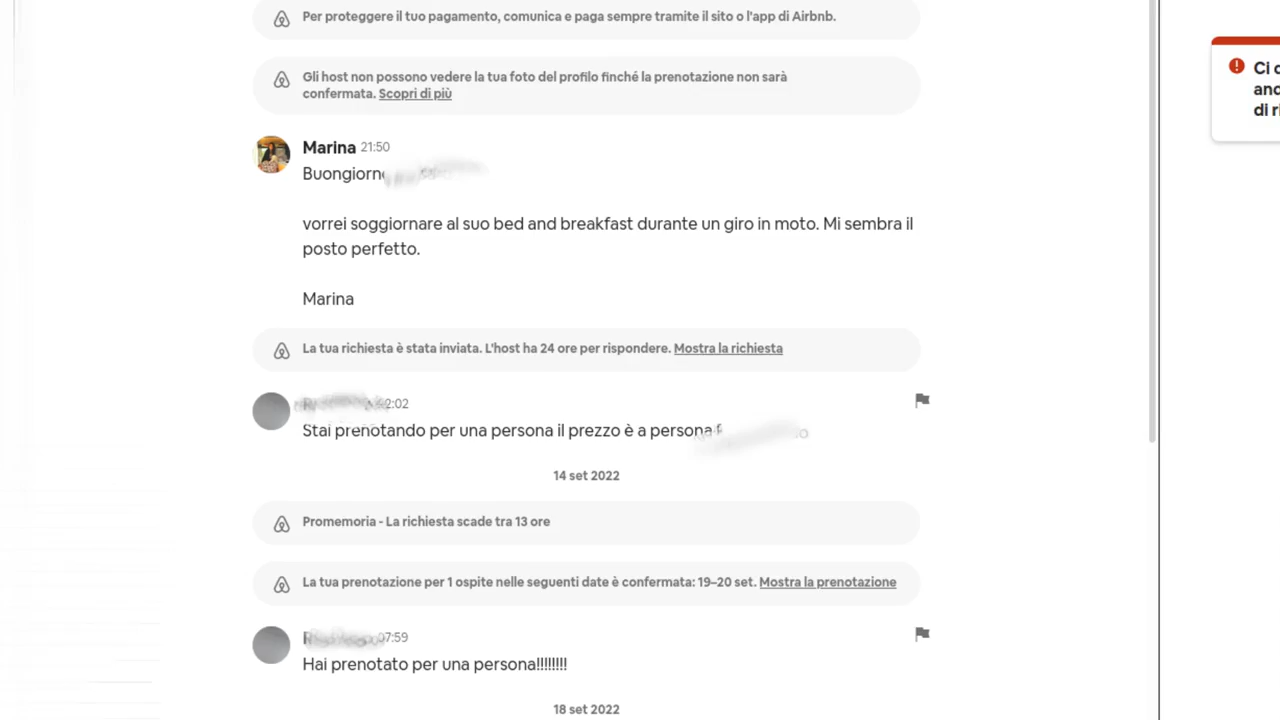 Per proteggere il tuo pagamento, comunica e paga sempre tramite il sito o l'app di Airbnb.
Gli host non possono vedere la tua foto del profilo finché la prenotazione non sarà
confermata. Scopri di più
Marina 21:50
Buongiorno
vorrei soggiornare al suo bed and breakfast durante un giro in moto. Mi sembra il
posto perfetto.
Marina
La tua richiesta è stata inviata. L'host ha 24 ore per rispondere. Mostra la richiesta
Stai prenotando per una persona il prezzo è a persona
14 set 2022
Promemoria - La richiesta scade tra 13 ore
La tua prenotazione per 1 ospite nelle seguenti date è confermata: 19–20 set. Mostra la prenotazione
07:59
Hai prenotato per una persona!!!!!!!!
18 set 2022
Ci
di